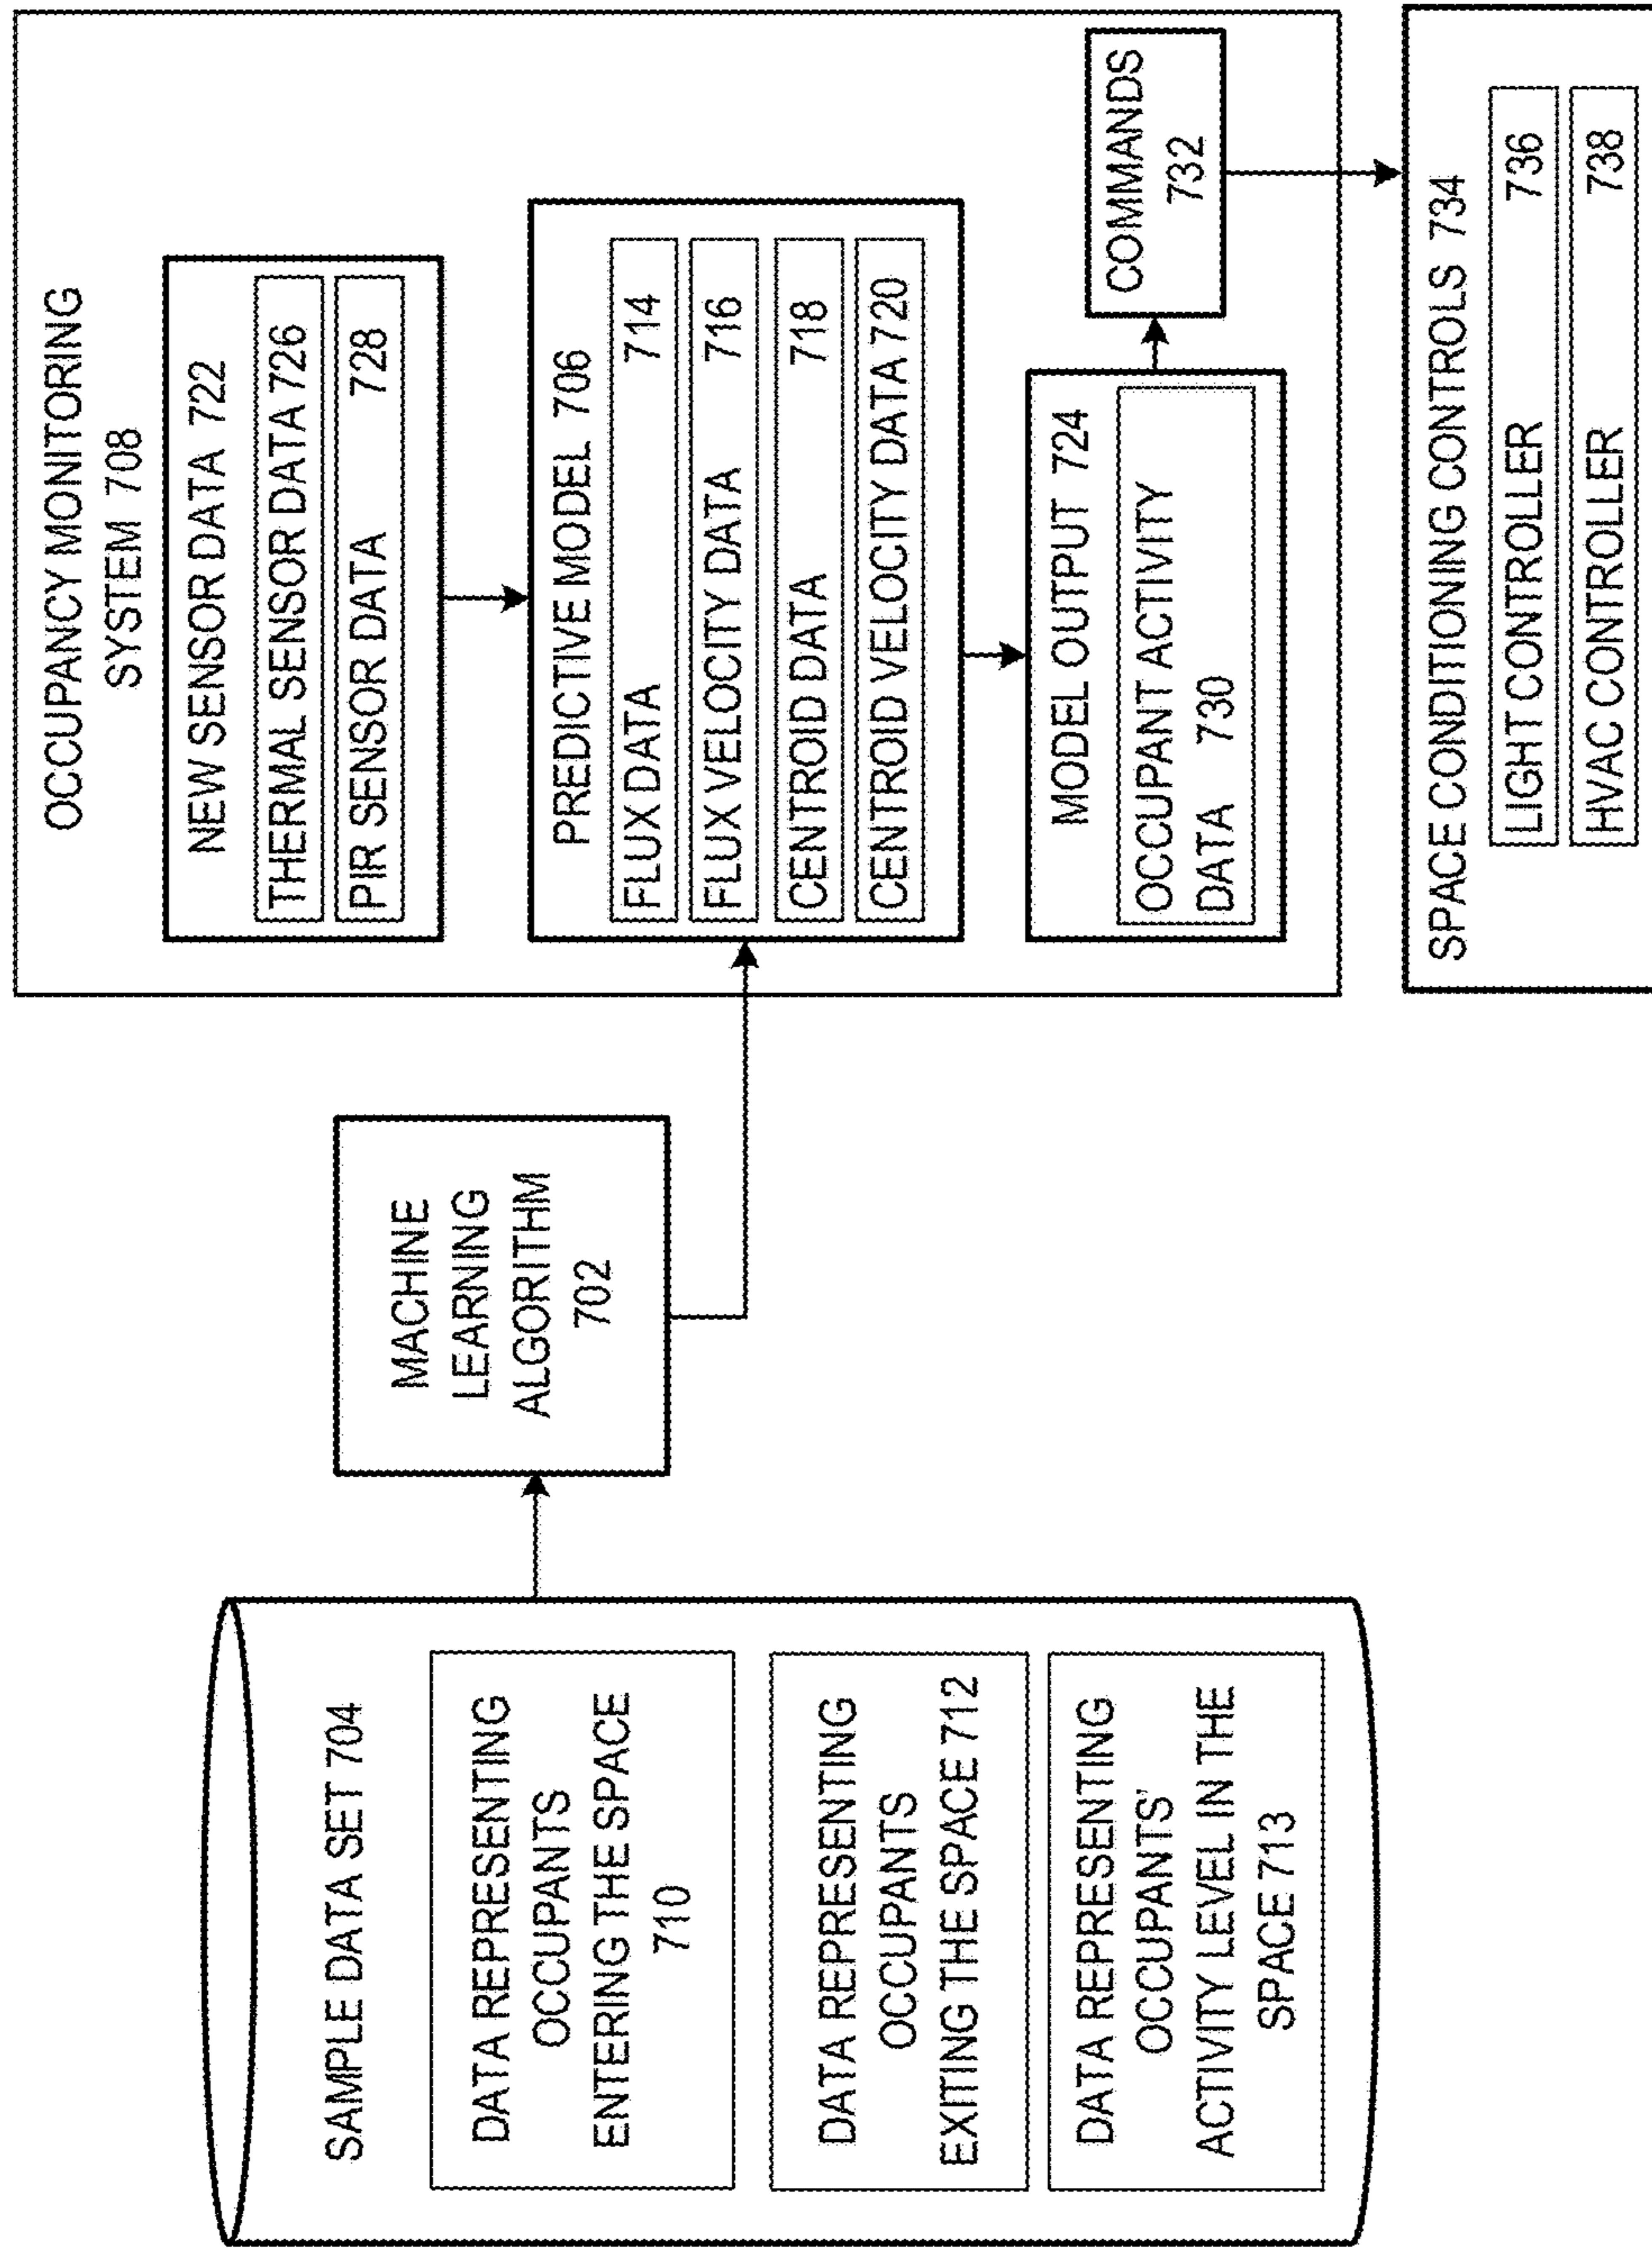 SAMPLE DATA SET 704
DATA REPRESENTING
OCCUPANTS
ENTERING THE SPACE
710
DATA REPRESENTING
OCCUPANTS
EXITING THE SPACE 712
DATA REPRESENTING
OCCUPANTS'
ACTIVITY LEVEL IN THE
SPACE 713
MACHINE
LEARNING
ALGORITHM
702
OCCUPANCY MONITORING
SYSTEM 708
NEW SENSOR DATA 722
THERMAL SENSOR DATA 726
PIR SENSOR DATA 728
PREDICTIVE MODEL 706
FLUX DATA 714
FLUX VELOCITY DATA 716
CENTROID DATA 718
CENTROID VELOCITY DATA 720
MODEL OUTPUT 724
OCCUPANT ACTIVITY
DATA 730
COMMANDS
732
SPACE CONDITIONING CONTROLS 734
LIGHT CONTROLLER 736
HVAC CONTROLLER 738